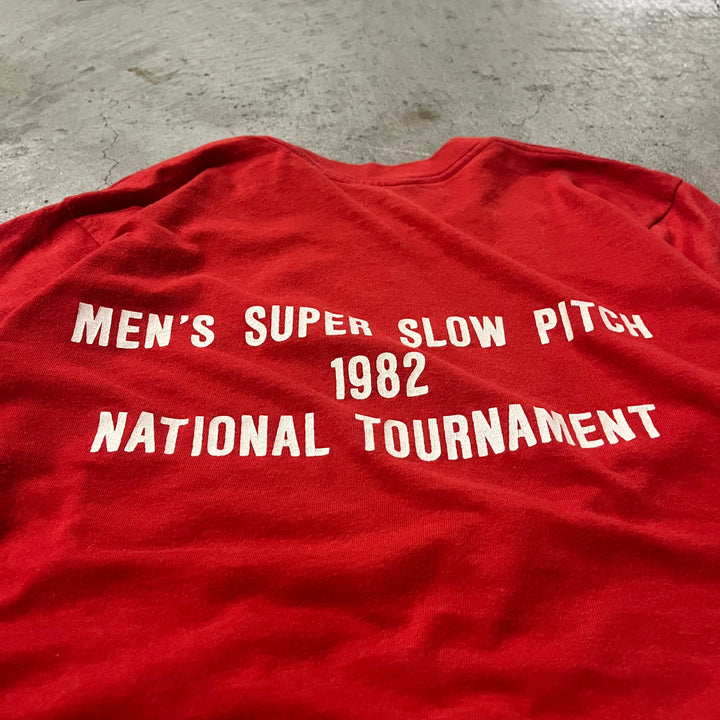 MEN'S SUPER SLOW PITCH
1982
NATIONAL TOURNAMENT